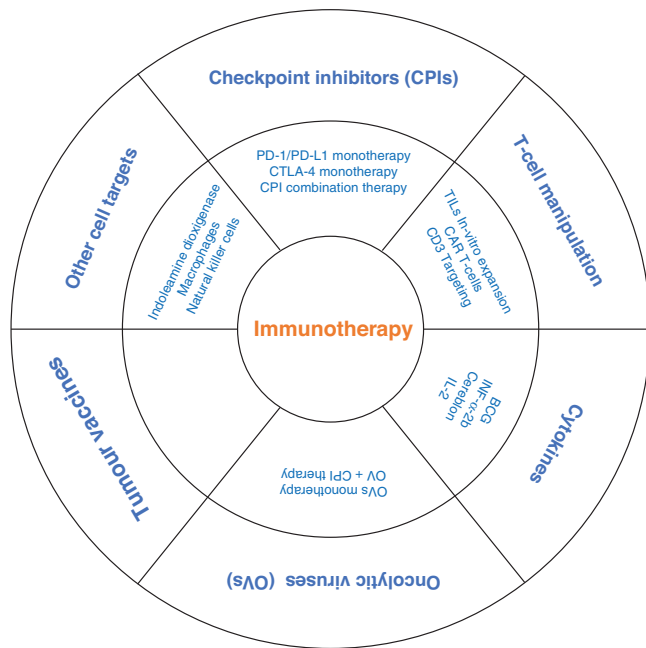 Checkpoint inhibitors (CPIs)
PD-1/PD-L1 monotherapy
CTLA-4 monotherapy
CPI combination therapy
T-cell manipulation
TILs In-vitro expansion
CAR T-cells
CD3 Targeting
Cytokines
BCG
INF-α-2b
Cereblon
IL-2
Oncolytic viruses (OVs)
OVs monotherapy
OV + CPI therapy
Tumour vaccines
Other cell targets
Indoleamine dioxigenase
Macrophages
Natural killer cells
Immunotherapy